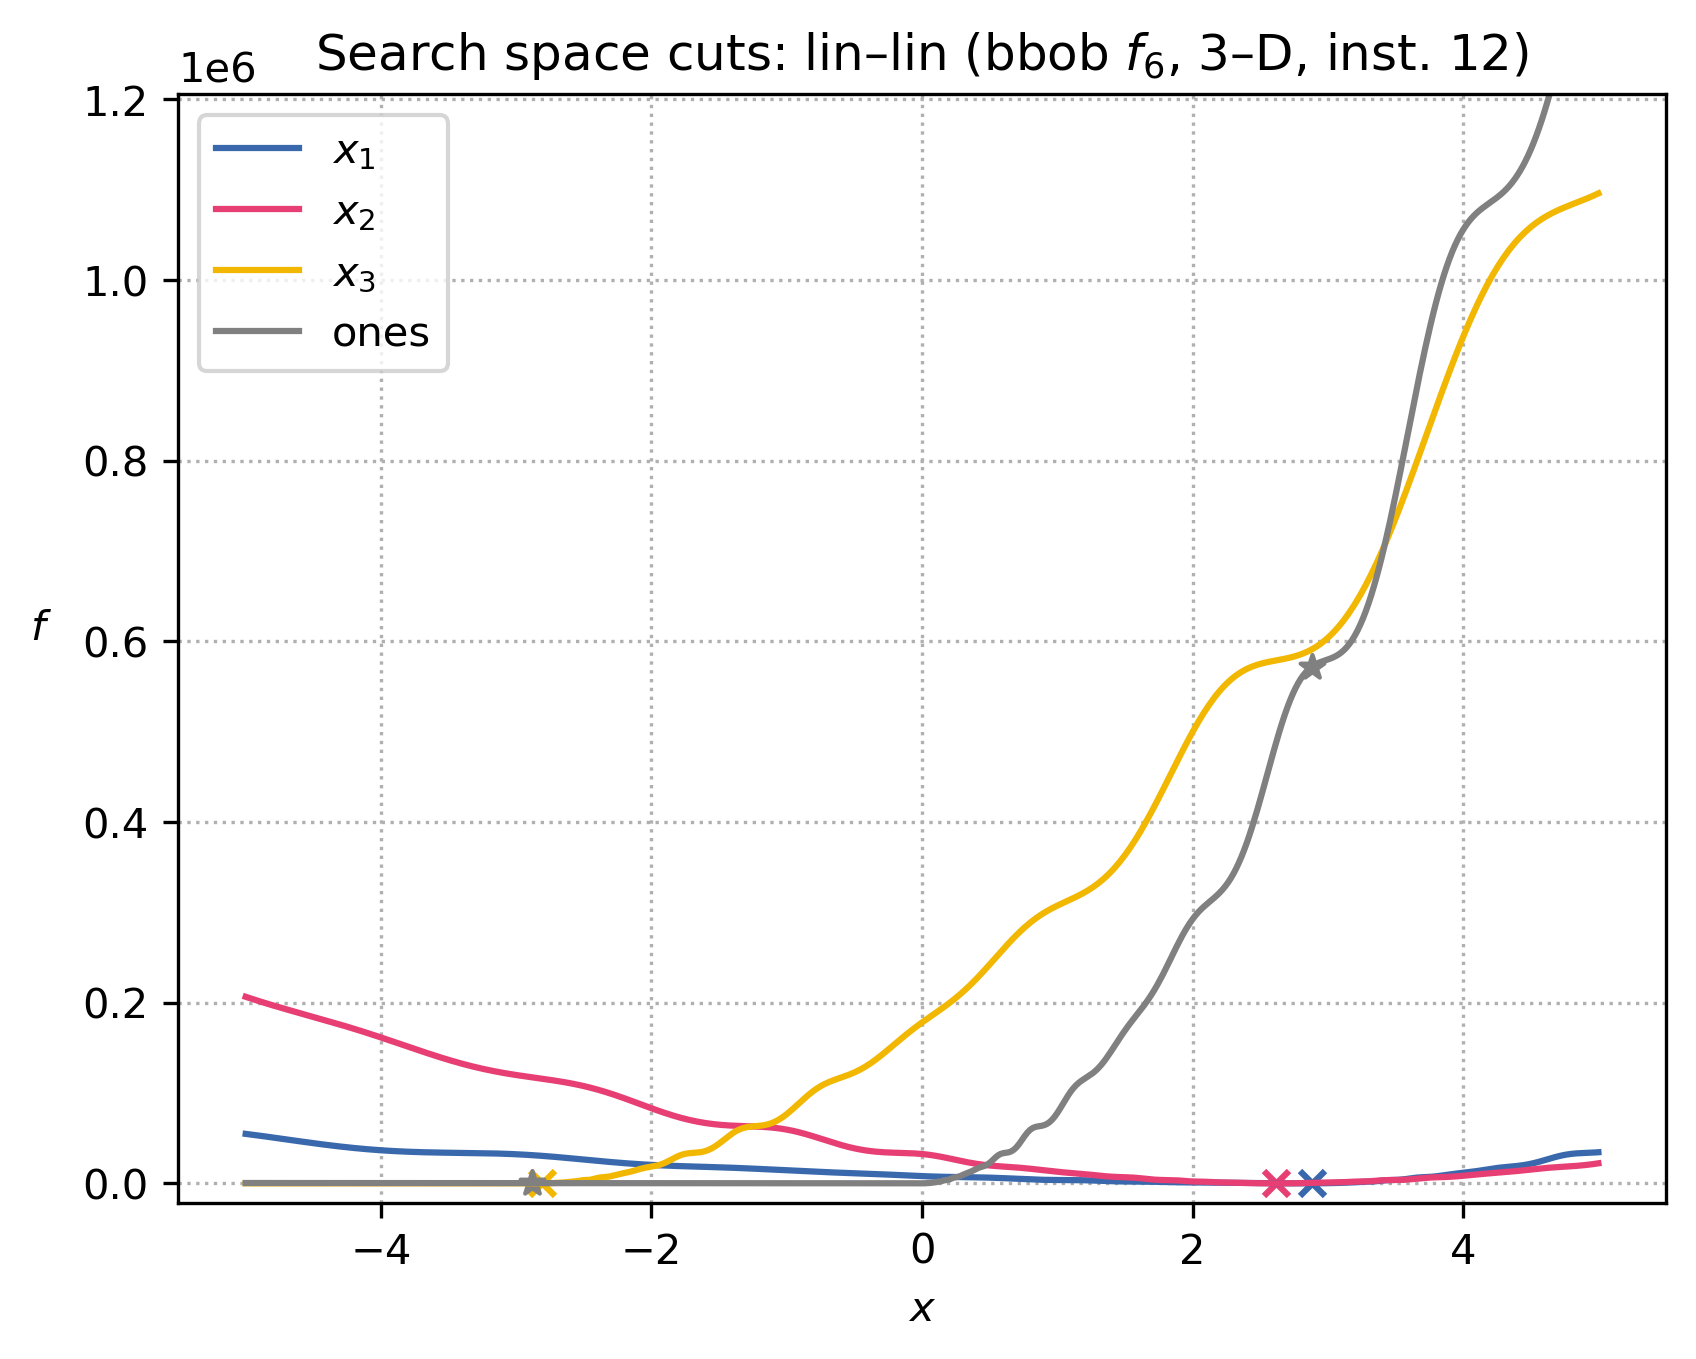 Search space cuts: lin–lin (bbob f₆, 3–D, inst. 12)
1e6
1.2
1.0
0.8
0.6
0.4
0.2
0.0
f
x₁
x₂
x₃
ones
−4 −2 0 2 4
x